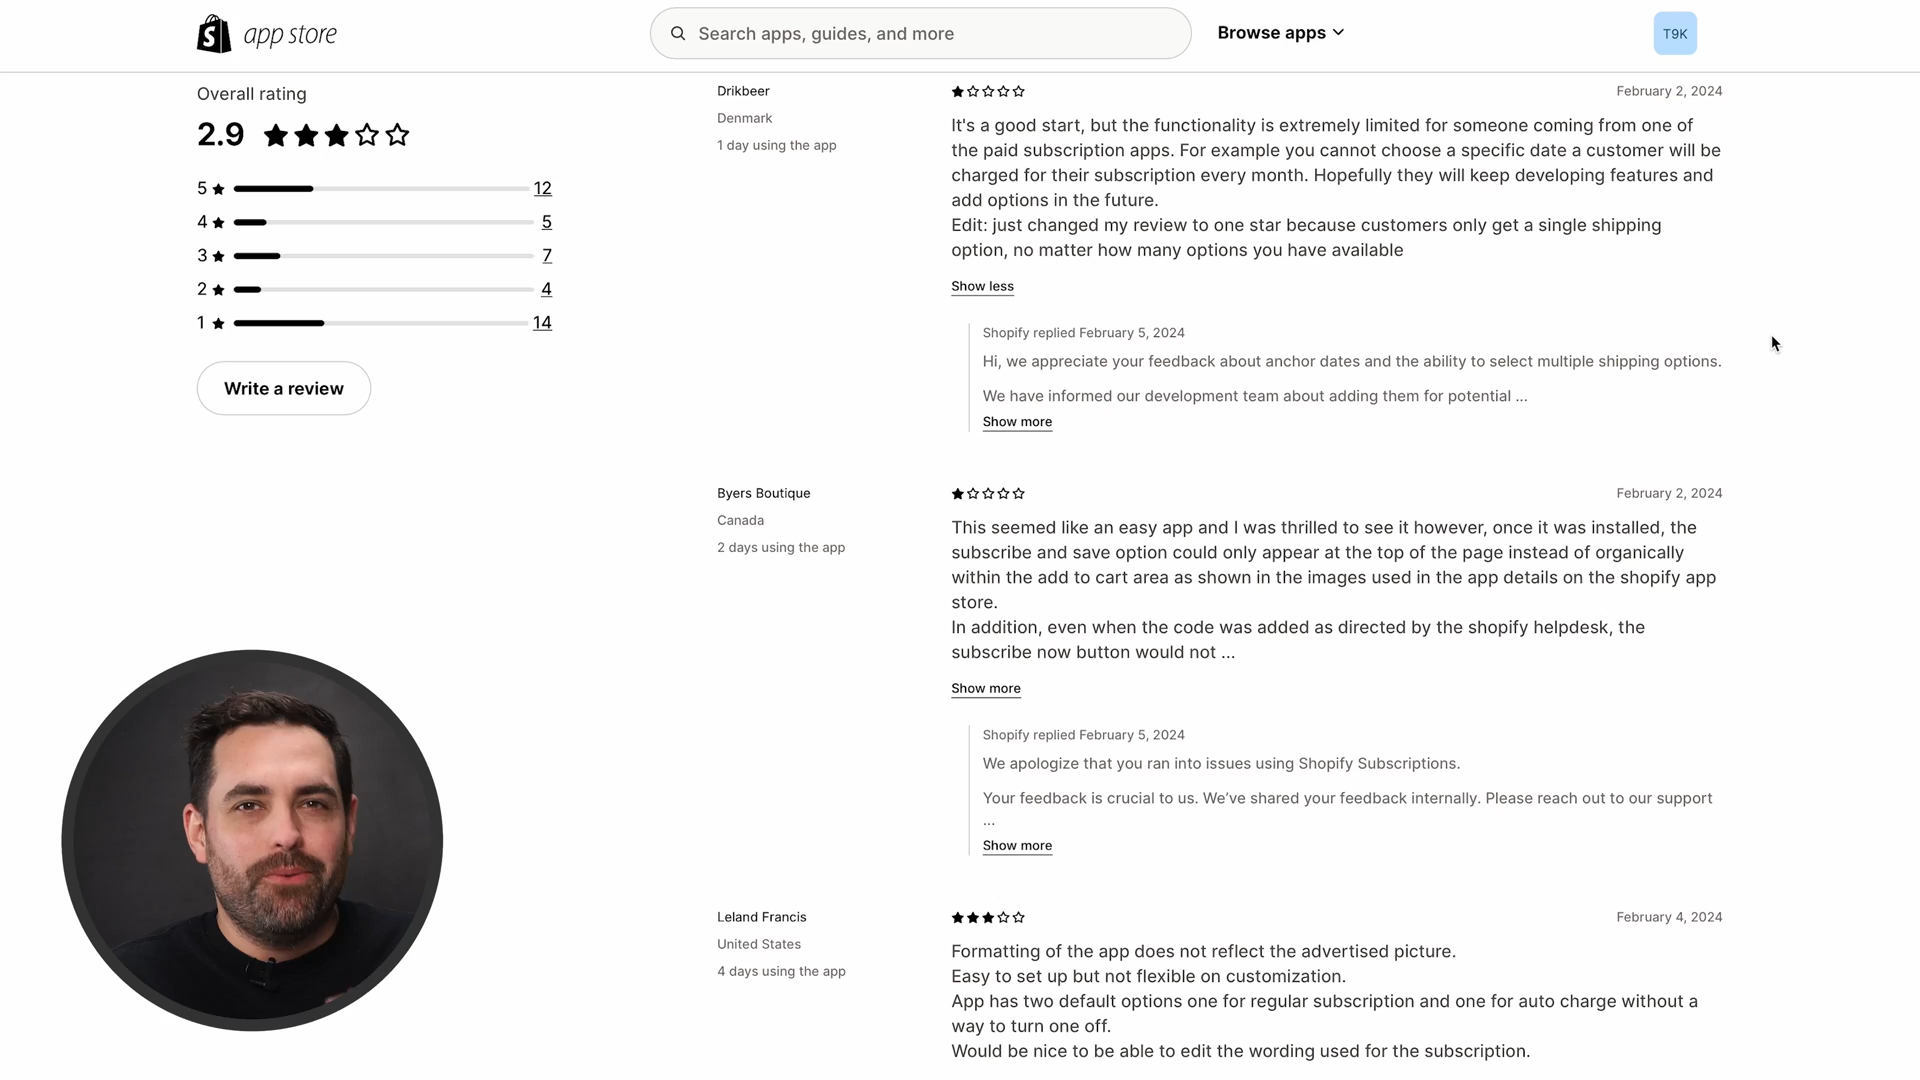 app store
Search apps, guides, and more
Browse apps
T9K
Overall rating
2.9
5 12
4 5
3 7
2 4
1 14
Write a review
Drikbeer
Denmark
1 day using the app
February 2, 2024
It's a good start, but the functionality is extremely limited for someone coming from one of
the paid subscription apps. For example you cannot choose a specific date a customer will be
charged for their subscription every month. Hopefully they will keep developing features and
add options in the future.
Edit: just changed my review to one star because customers only get a single shipping
option, no matter how many options you have available
Show less
Shopify replied February 5, 2024
Hi, we appreciate your feedback about anchor dates and the ability to select multiple shipping options.
We have informed our development team about adding them for potential ...
Show more
Byers Boutique
Canada
2 days using the app
February 2, 2024
This seemed like an easy app and I was thrilled to see it however, once it was installed, the
subscribe and save option could only appear at the top of the page instead of organically
within the add to cart area as shown in the images used in the app details on the shopify app
store.
In addition, even when the code was added as directed by the shopify helpdesk, the
subscribe now button would not ...
Show more
Shopify replied February 5, 2024
We apologize that you ran into issues using Shopify Subscriptions.
Your feedback is crucial to us. We’ve shared your feedback internally. Please reach out to our support
...
Show more
Leland Francis
United States
4 days using the app
February 4, 2024
Formatting of the app does not reflect the advertised picture.
Easy to set up but not flexible on customization.
App has two default options one for regular subscription and one for auto charge without a
way to turn one off.
Would be nice to be able to edit the wording used for the subscription.